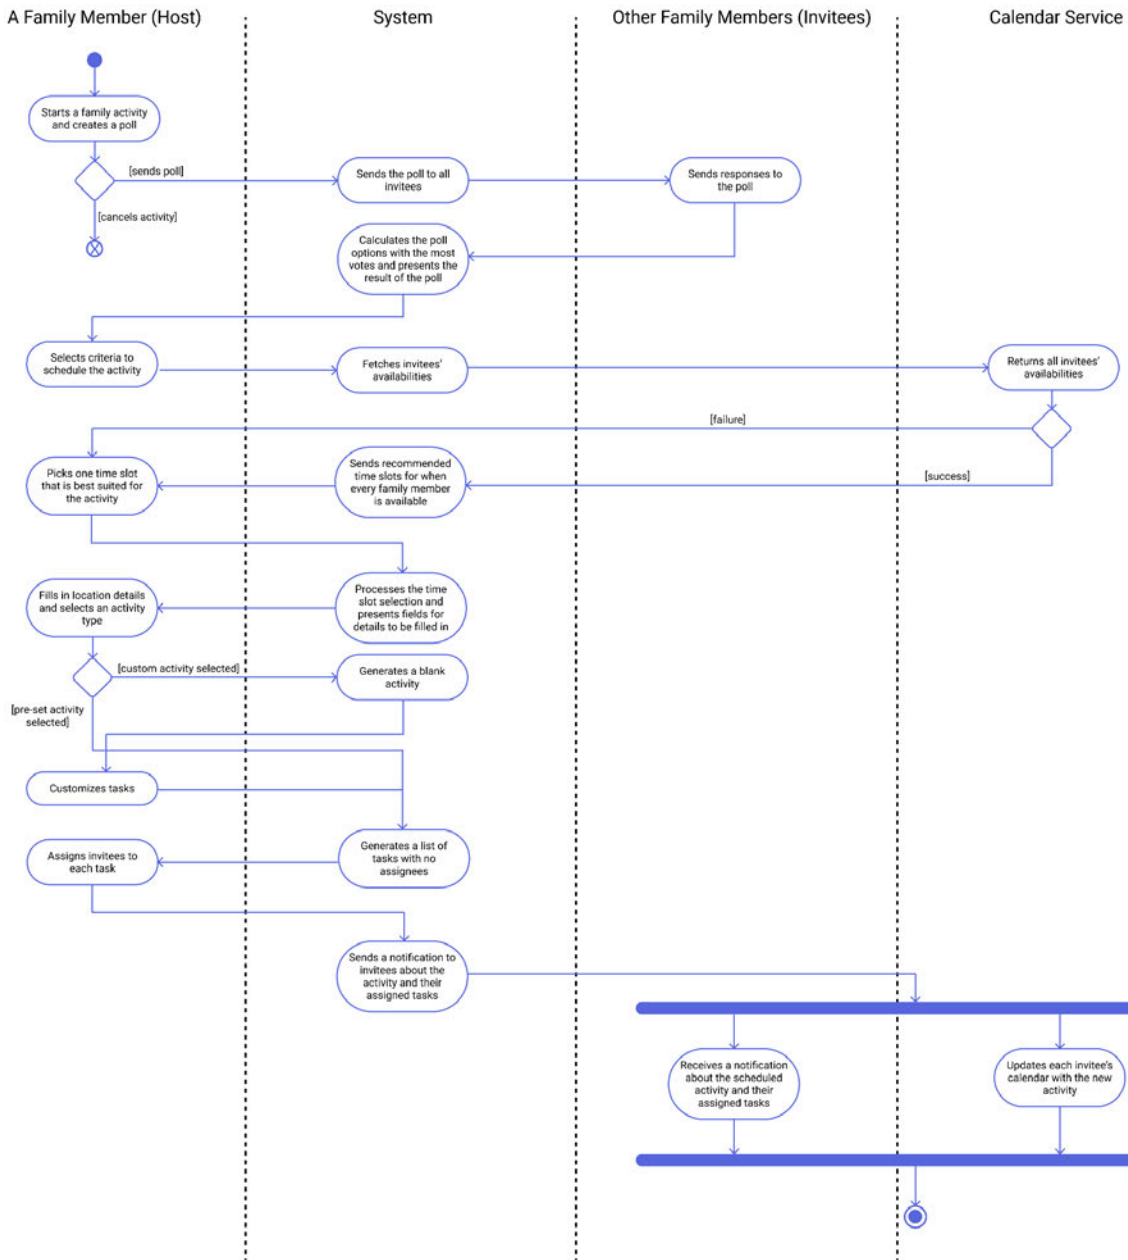 A Family Member (Host)
System
Other Family Members (Invitees)
Calendar Service
Starts a family activity
and creates a poll
[sends poll]
Sends the poll to all
invitees
Sends responses to
the poll
[cancels activity]
Calculates the poll
options with the most
votes and presents the
result of the poll
Selects criteria to
schedule the activity
Fetches invitees'
availabilities
Returns all invitees'
availabilities
[failure]
Picks one time slot
that is best suited for
the activity
Sends recommended
time slots for when
every family member
is available
[success]
Fills in location details
and selects an activity
type
Processes the time
slot selection and
presents fields for
details to be filled in
[custom activity selected]
Generates a blank
activity
[pre-set activity
selected]
Customizes tasks
Assigns invitees to
each task
Generates a list of
tasks with no
assignees
Sends a notification to
invitees about the
activity and their
assigned tasks
Receives a notification
about the scheduled
activity and their
assigned tasks
Updates each invitee's
calendar with the new
activity